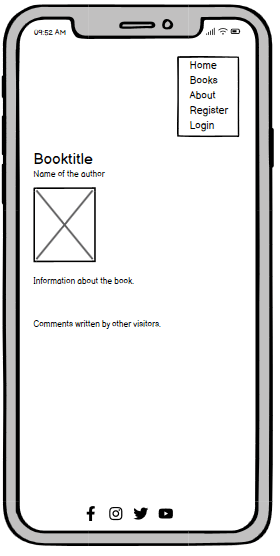 09:52 AM
Home
Books
About
Register
Login
Booktitle
Name of the author
Information about the book.
Comments written by other visitors.